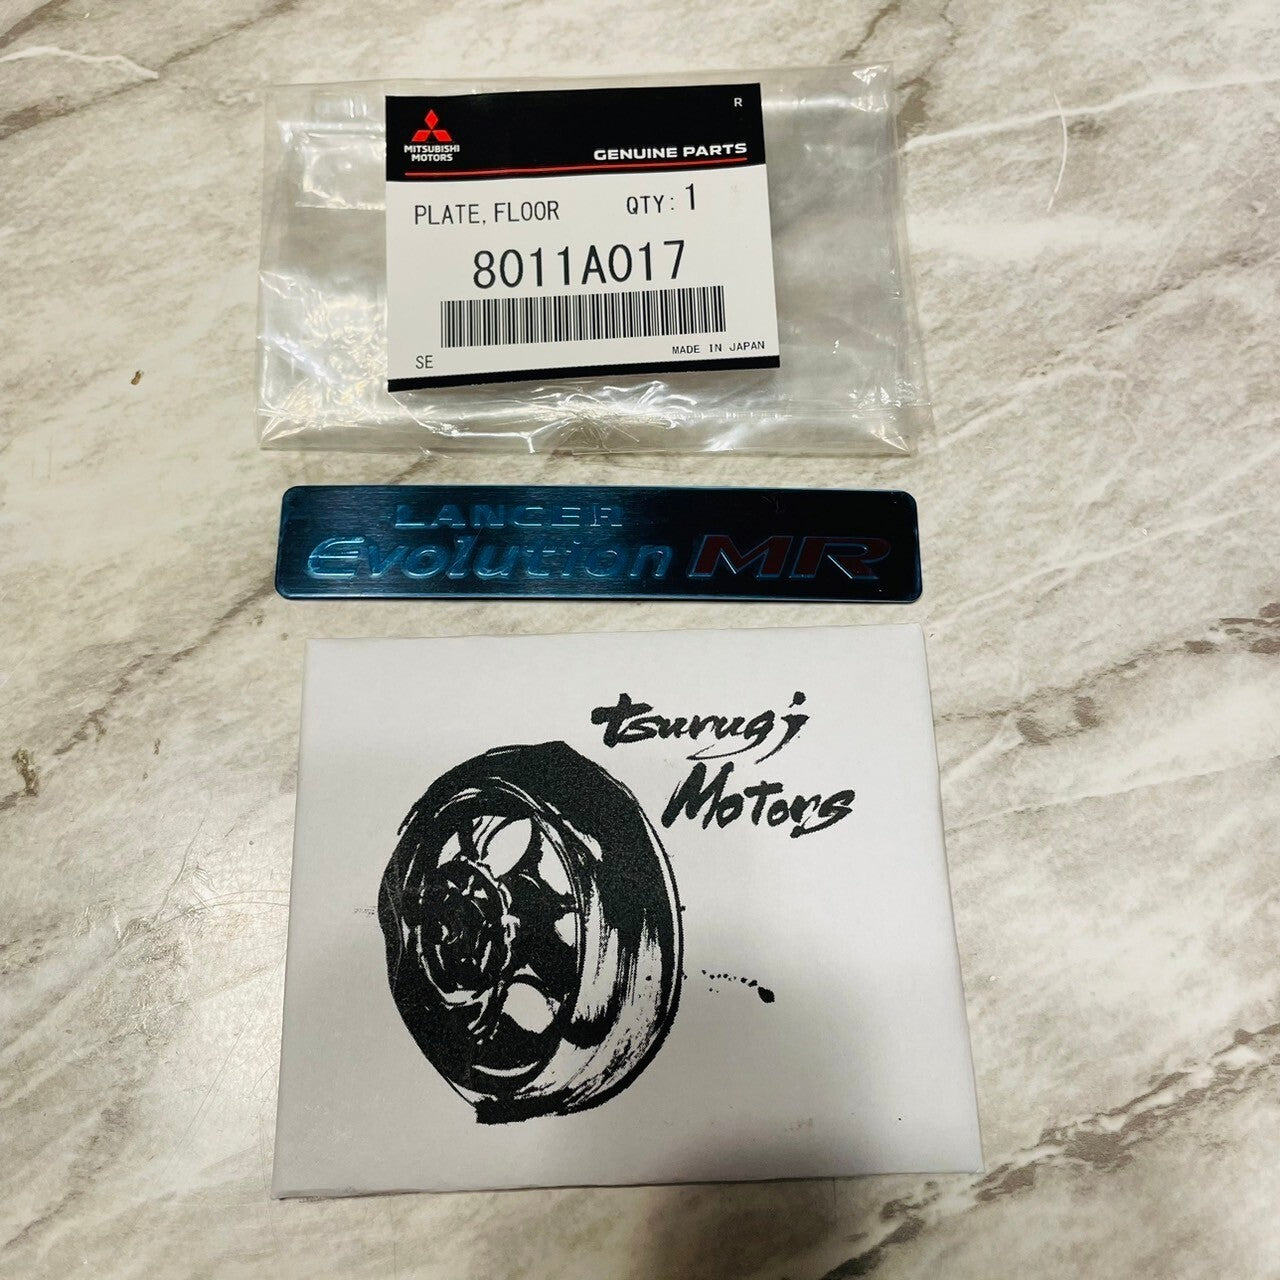 R
MITSUBISHI
MOTORS
GENUINE PARTS
PLATE, FLOOR QTY: 1
8011A017
SE MADE IN JAPAN
LANCER
Evolution MR
tsurugi
Motors